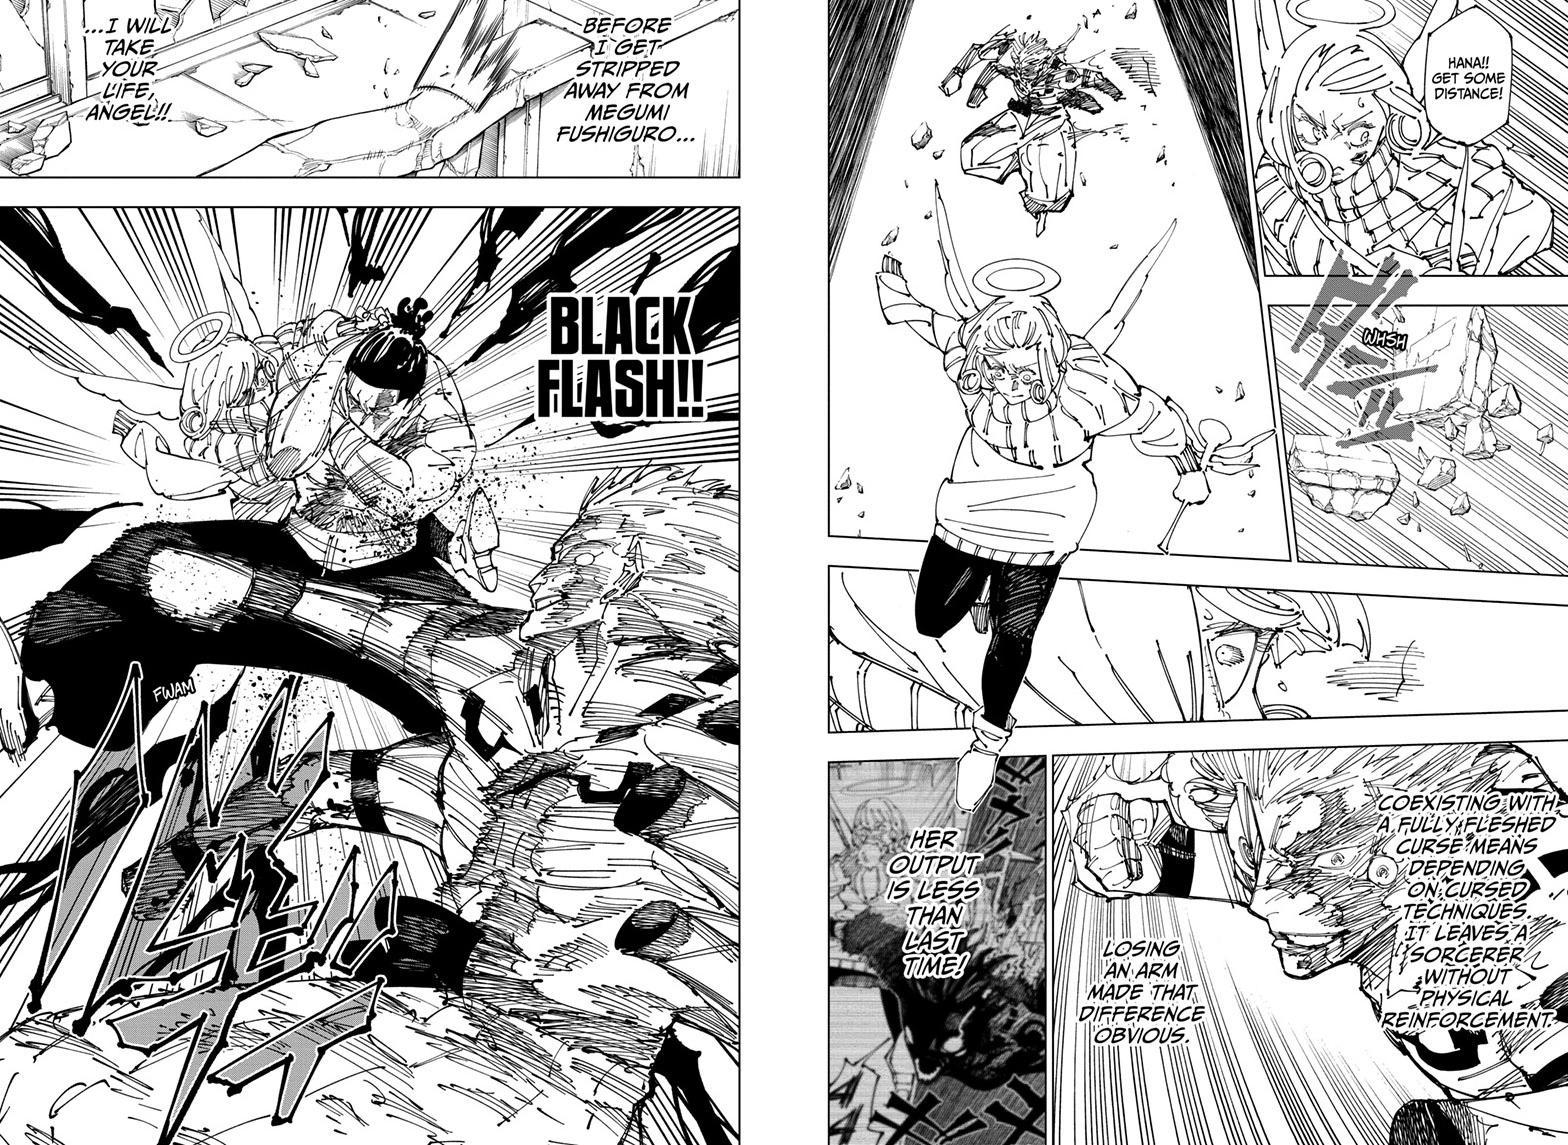 HANA!!
GET SOME
DISTANCE!
WHSH
COEXISTING WITH
A FULLY FLESHED
CURSE MEANS
DEPENDING
ON CURSED
TECHNIQUES.
IT LEAVES A
SORCERER
WITHOUT
PHYSICAL
REINFORCEMENT.
LOSING
AN ARM
MADE THAT
DIFFERENCE
OBVIOUS.
HER
OUTPUT
IS LESS
THAN
LAST
TIME!
BEFORE
I GET
STRIPPED
AWAY FROM
MEGUMI
FUSHIGURO...
...I WILL
TAKE
YOUR
LIFE,
ANGEL!!
BLACK
FLASH!!
FWAM